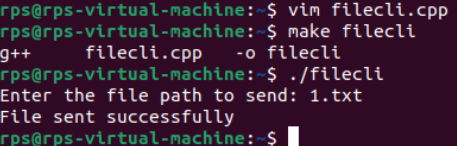 rps@rps-virtual-machine:~$ vim filecli.cpp
rps@rps-virtual-machine:~$ make filecli
g++     filecli.cpp   -o filecli
rps@rps-virtual-machine:~$ ./filecli
Enter the file path to send: 1.txt
File sent successfully
rps@rps-virtual-machine:~$